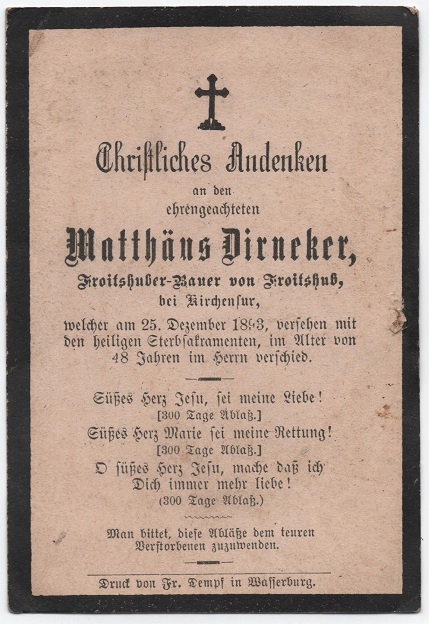 Christliches Andenken
an den
ehrengeachteten
Matthäus Dirneker,
Froitshuber-Bauer von Froitshub,
bei Kirchensur,
welcher am 25. Dezember 1893, versehen mit
den heiligen Sterbsakramenten, im Alter von
48 Jahren im Herrn verschied.
Süßes Herz Jesu, sei meine Liebe!
[300 Tage Ablaß.]
Süßes Herz Marie sei meine Rettung!
[300 Tage Ablaß.]
O süßes Herz Jesu, mache daß ich
Dich immer mehr liebe!
(300 Tage Ablaß.)
Man bittet, diese Abläße dem teuren
Verstorbenen zuzuwenden.
Druck von Fr. Dempf in Wasserburg.